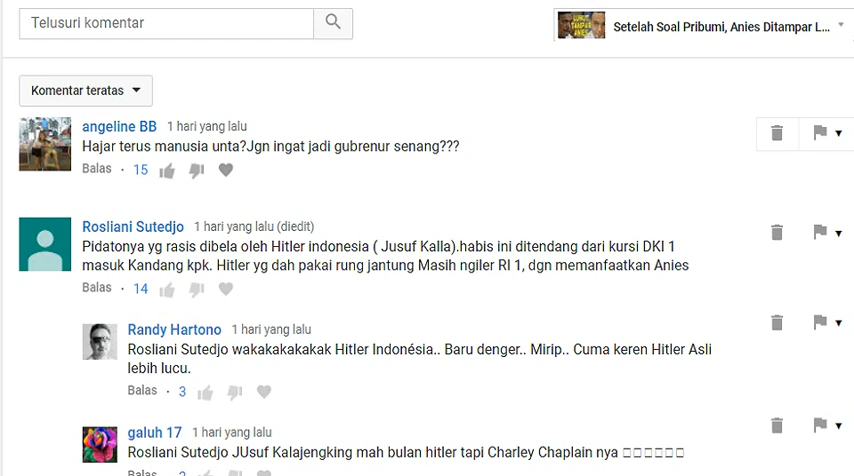 Telusuri komentar
Setelah Soal Pribumi, Anies Ditampar L...
Komentar teratas
angeline BB 1 hari yang lalu
Hajar terus manusia unta?Jgn ingat jadi gubrenur senang???
Balas · 15
Rosliani Sutedjo 1 hari yang lalu (diedit)
Pidatonya yg rasis dibela oleh Hitler indonesia ( Jusuf Kalla).habis ini ditendang dari kursi DKI 1
masuk Kandang kpk. Hitler yg dah pakai rung jantung Masih ngiler RI 1, dgn memanfaatkan Anies
Balas · 14
Randy Hartono 1 hari yang lalu
Rosliani Sutedjo wakakakakakak Hitler Indonésia.. Baru denger.. Mirip.. Cuma keren Hitler Asli
lebih lucu.
Balas · 3
galuh 17 1 hari yang lalu
Rosliani Sutedjo JUsuf Kalajengking mah bulan hitler tapi Charley Chaplain nya □□□□□□
Balas